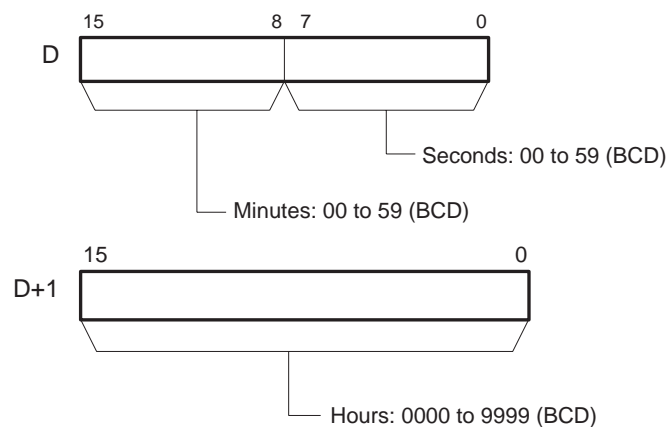 15 8 7 0
D
Seconds: 00 to 59 (BCD)
Minutes: 00 to 59 (BCD)
15 0
D+1
Hours: 0000 to 9999 (BCD)